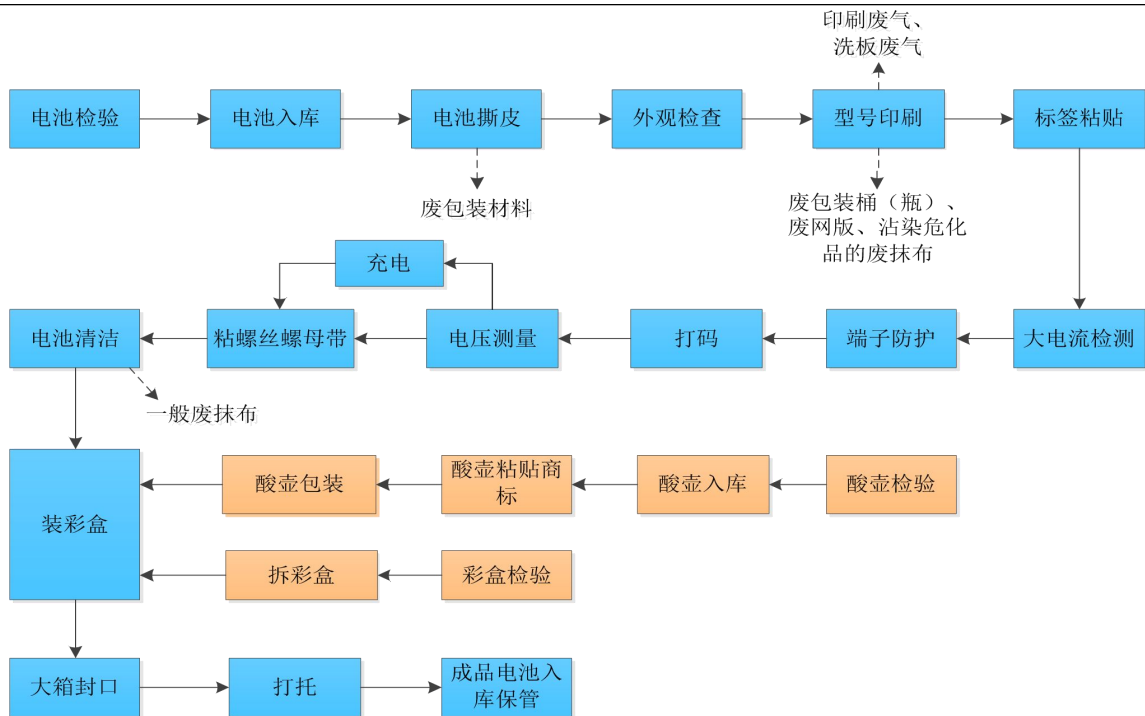 印刷废气、
洗板废气
电池检验
电池入库
电池撕皮
外观检查
型号印刷
标签粘贴
废包装材料
废包装桶（瓶）、
废网版、沾染危化
品的废抹布
充电
电池清洁
粘螺丝螺母带
电压测量
打码
端子防护
大电流检测
一般废抹布
装彩盒
酸壶包装
酸壶粘贴商
标
酸壶入库
酸壶检验
拆彩盒
彩盒检验
大箱封口
打托
成品电池入
库保管